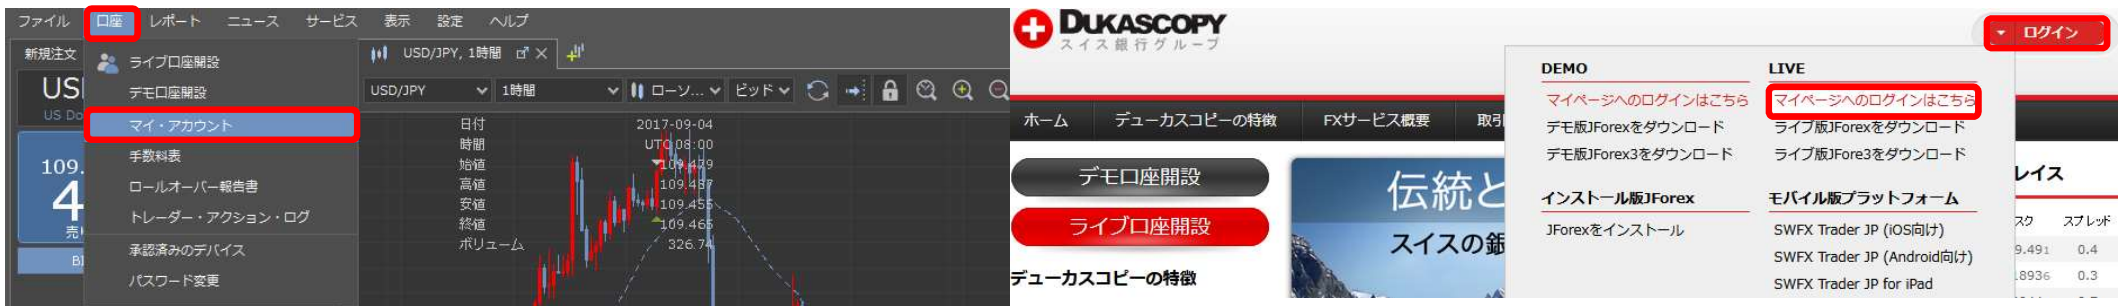 ファイル 口座 レポート ニュース サービス 表示 設定 ヘルプ
新規注文
ライブ口座開設
デモ口座開設
マイ・アカウント
手数料表
ロールオーバー報告書
トレーダー・アクション・ログ
承認済みのデバイス
パスワード変更
US Do
109.
4
USD/JPY, 1時間
USD/JPY 1時間 ローソ... ビッド
日付 2017-09-04
時間 UTC 08:00
始値 109.479
高値 109.487
安値 109.455
終値 109.465
ボリューム 326.74
DUKASCOPY
スイス銀行グループ
ログイン
ホーム デューカスコピーの特徴 FXサービス概要 取引
デモ口座開設
ライブ口座開設
デューカスコピーの特徴
伝統と
スイスの銀
DEMO
マイページへのログインはこちら
デモ版JForexをダウンロード
デモ版JForex3をダウンロード
インストール版JForex
JForexをインストール
LIVE
マイページへのログインはこちら
ライブ版JForexをダウンロード
ライブ版JFore3をダウンロード
モバイル版プラットフォーム
SWFX Trader JP (iOS向け)
SWFX Trader JP (Android向け)
SWFX Trader JP for iPad
レイス
スク スプレッド
9.491 0.4
18936 0.3